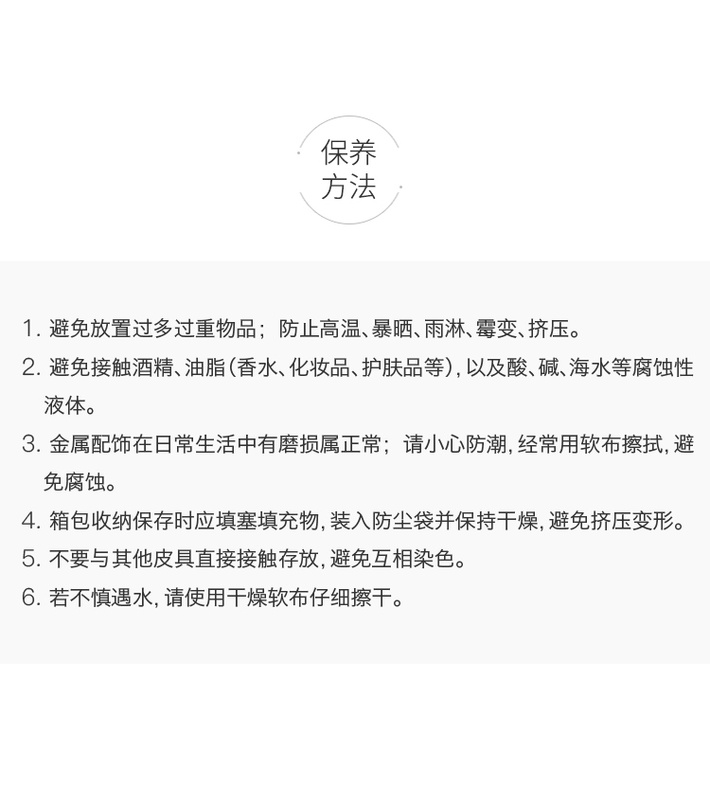 保养
方法
1. 避免放置过多过重物品；防止高温、暴晒、雨淋、霉变、挤压。
2. 避免接触酒精、油脂(香水、化妆品、护肤品等),以及酸、碱、海水等腐蚀性
液体。
3. 金属配饰在日常生活中有磨损属正常；请小心防潮,经常用软布擦拭,避
免腐蚀。
4. 箱包收纳保存时应填塞填充物,装入防尘袋并保持干燥,避免挤压变形。
5. 不要与其他皮具直接接触存放,避免互相染色。
6. 若不慎遇水,请使用干燥软布仔细擦干。